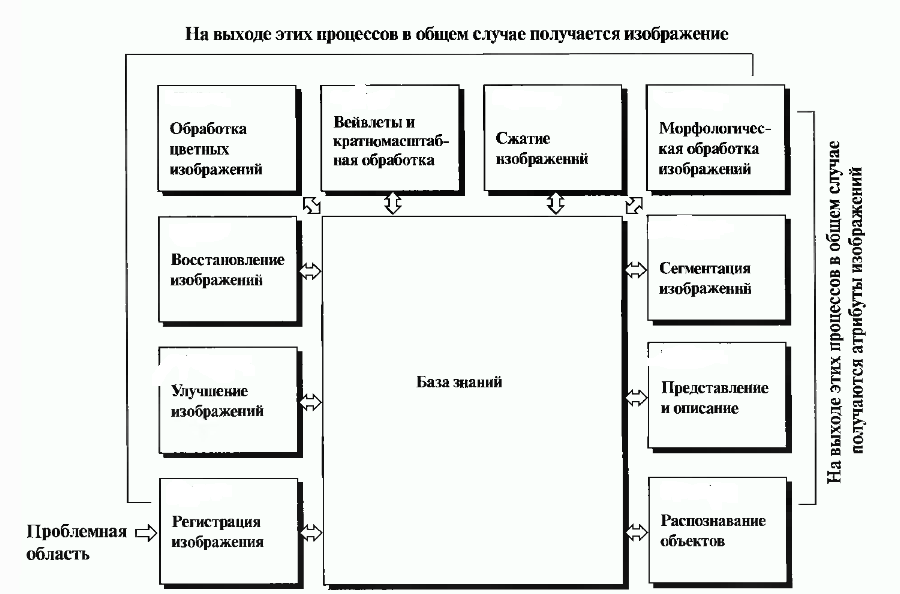 На выходе этих процессов в общем случае получается изображение
Обработка
цветных
изображений
Вейвлеты и
кратномасштаб-
ная обработка
Сжатие
изображений
Морфологичес-
кая обработка
изображений
Восстановление
изображений
Сегментация
изображений
Улучшение
изображений
База знаний
Представление
и описание
Проблемная
область
Регистрация
изображения
Распознавание
объектов
На выходе этих процессов в общем случае
получаются атрибуты изображений